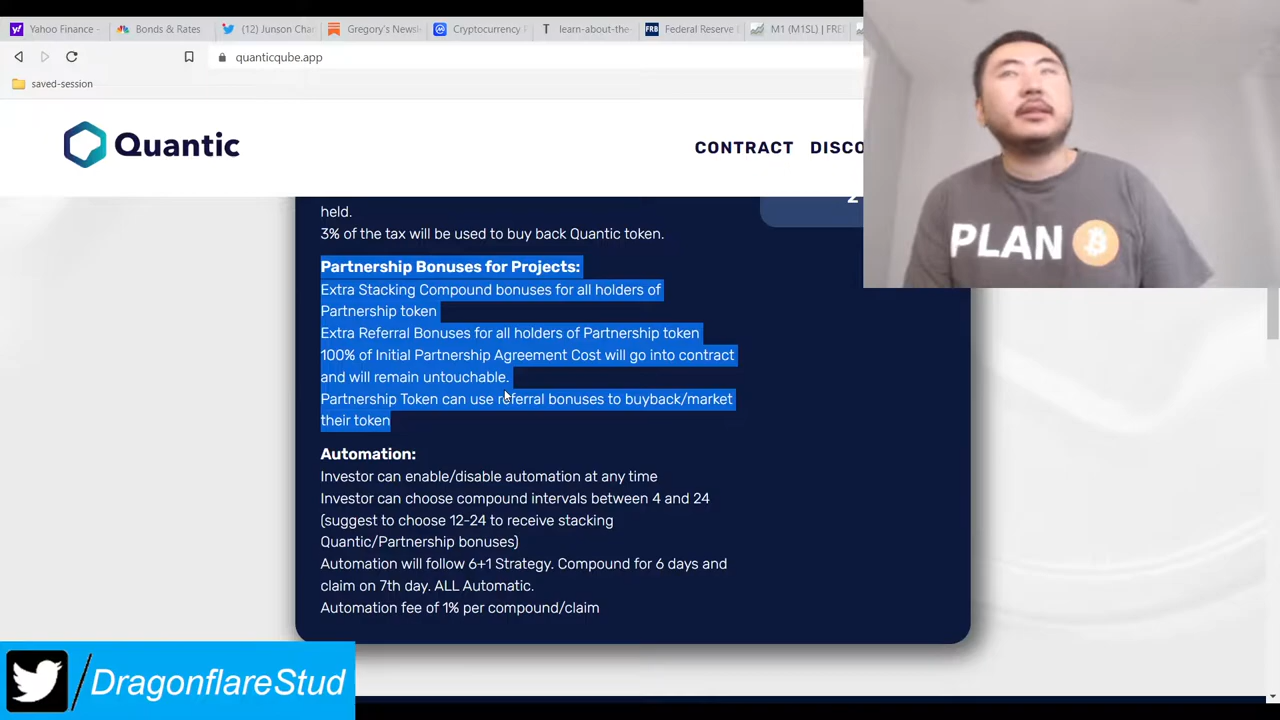 Yahoo Finance -
Bonds & Rates
(12) Junson Cha
Gregory's Newsl
Cryptocurrency
learn-about-the-
FRB
Federal Reserve
M1 (M1SL) | FRE
quanticqube.app
saved-session
Quantic
CONTRACT
DISCO
held.
2
3% of the tax will be used to buy back Quantic token.
Partnership Bonuses for Projects:
Extra Stacking Compound bonuses for all holders of
Partnership token
Extra Referral Bonuses for all holders of Partnership token
100% of Initial Partnership Agreement Cost will go into contract
and will remain untouchable.
Partnership Token can use referral bonuses to buyback/market
their token
Automation:
Investor can enable/disable automation at any time
Investor can choose compound intervals between 4 and 24
(suggest to choose 12-24 to receive stacking
Quantic/Partnership bonuses)
Automation will follow 6+1 Strategy. Compound for 6 days and
claim on 7th day. ALL Automatic.
Automation fee of 1% per compound/claim
PLAN B
/DragonflareStud